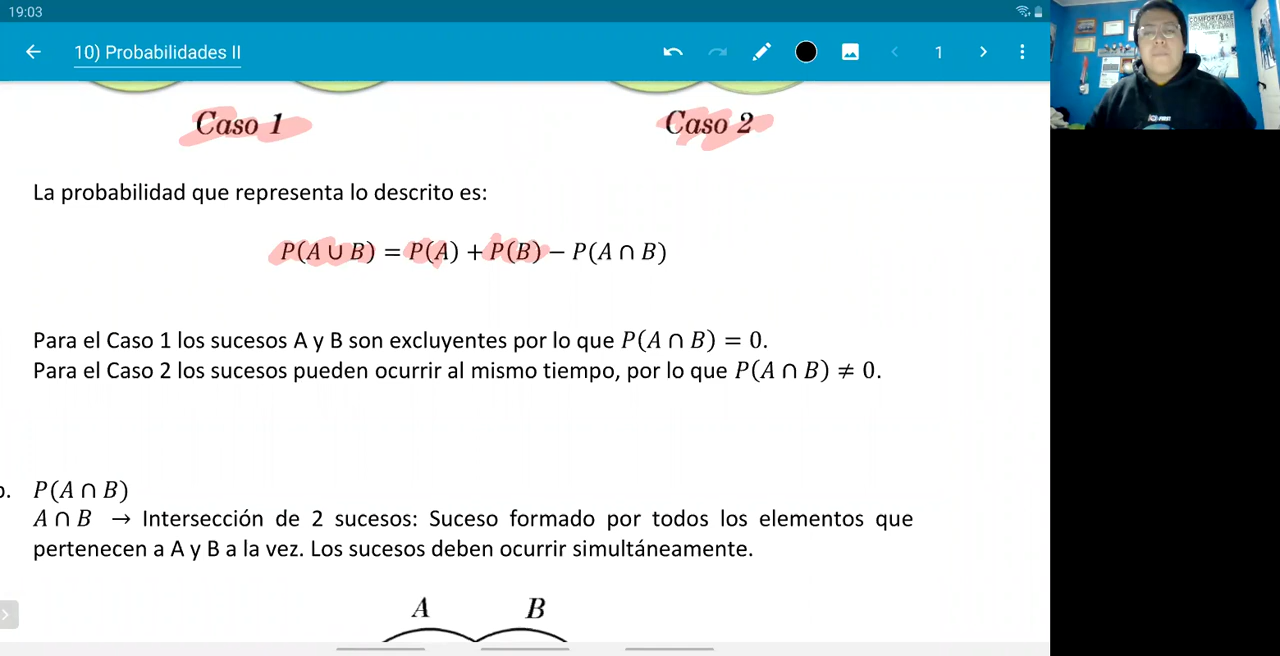 19:03
10) Probabilidades II
1
Caso 1
Caso 2
La probabilidad que representa lo descrito es:
P(A ∪ B) = P(A) + P(B) − P(A ∩ B)
Para el Caso 1 los sucesos A y B son excluyentes por lo que P(A ∩ B) = 0.
Para el Caso 2 los sucesos pueden ocurrir al mismo tiempo, por lo que P(A ∩ B) ≠ 0.
P(A ∩ B)
A ∩ B → Intersección de 2 sucesos: Suceso formado por todos los elementos que
pertenecen a A y B a la vez. Los sucesos deben ocurrir simultáneamente.
A B
COMFORTABLE